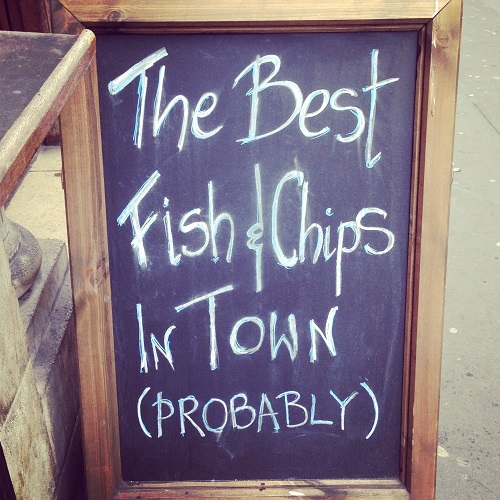 The Best
Fish & Chips
In Town
(PROBABLY)